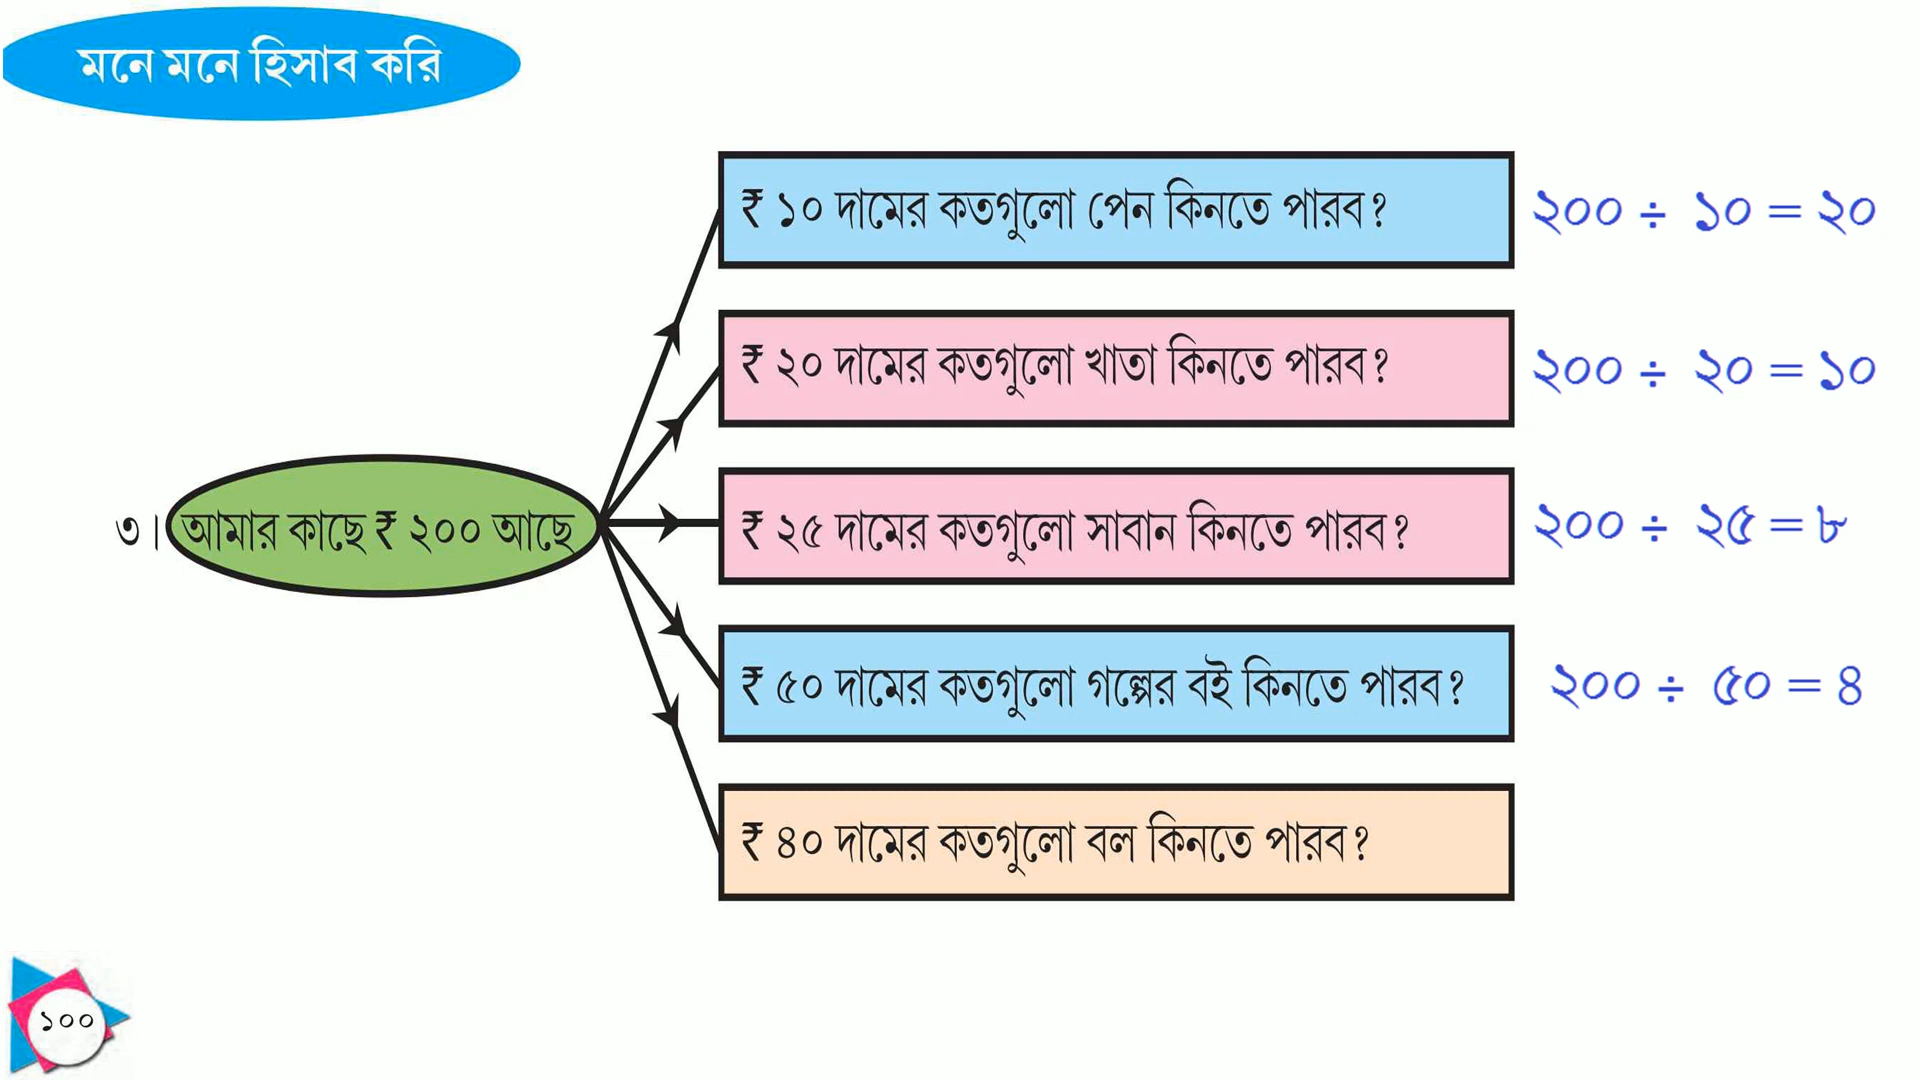 মনে মনে হিসাব করি
₹ ১০ দামের কতগুলো পেন কিনতে পারব? ২০০ ÷ ১০ = ২০
₹ ২০ দামের কতগুলো খাতা কিনতে পারব? ২০০ ÷ ২০ = ১০
৩। আমার কাছে ₹ ২০০ আছে
₹ ২৫ দামের কতগুলো সাবান কিনতে পারব? ২০০ ÷ ২৫ = ৮
₹ ৫০ দামের কতগুলো গল্পের বই কিনতে পারব? ২০০ ÷ ৫০ = ৪
₹ ৪০ দামের কতগুলো বল কিনতে পারব?
১০০